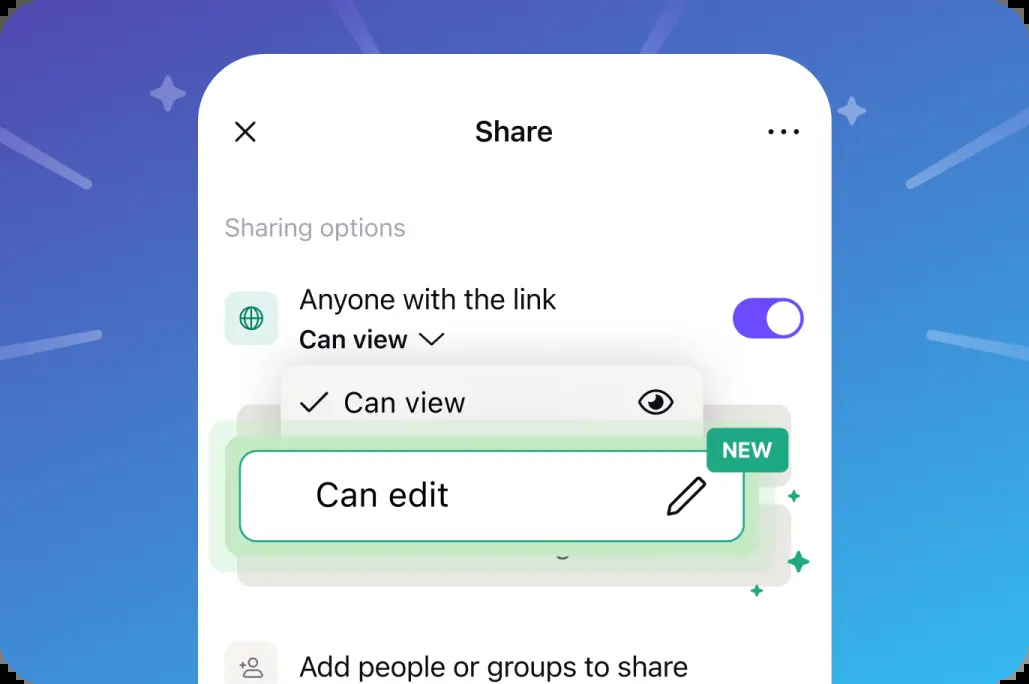 Share
Sharing options
Anyone with the link
Can view
Can view
NEW
Can edit
Add people or groups to share